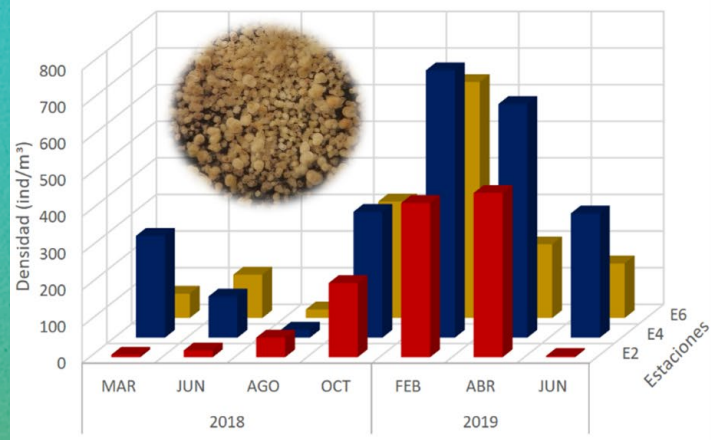 Densidad (ind/m³)
800
700
600
500
400
300
200
100
0
MAR JUN AGO OCT FEB ABR JUN
2018 2019
E2
E4
E6
Estaciones